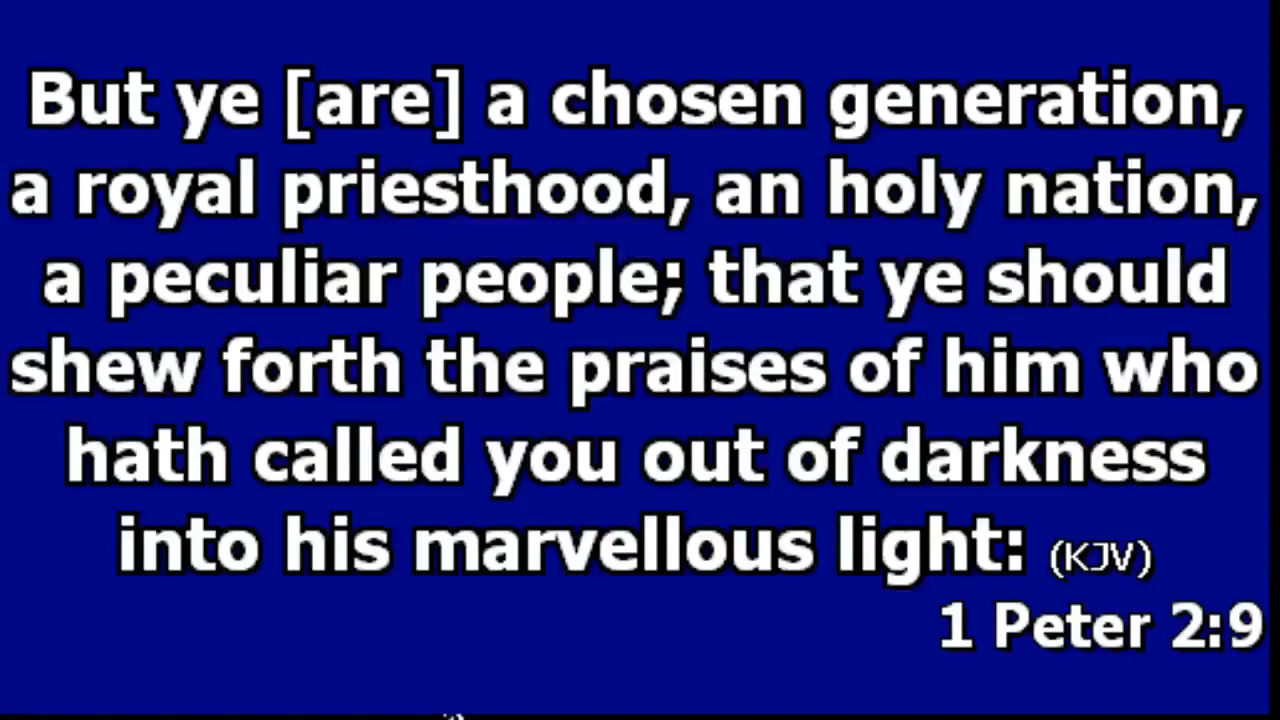 But ye [are] a chosen generation,
a royal priesthood, an holy nation,
a peculiar people; that ye should
shew forth the praises of him who
hath called you out of darkness
into his marvellous light: (KJV)
1 Peter 2:9